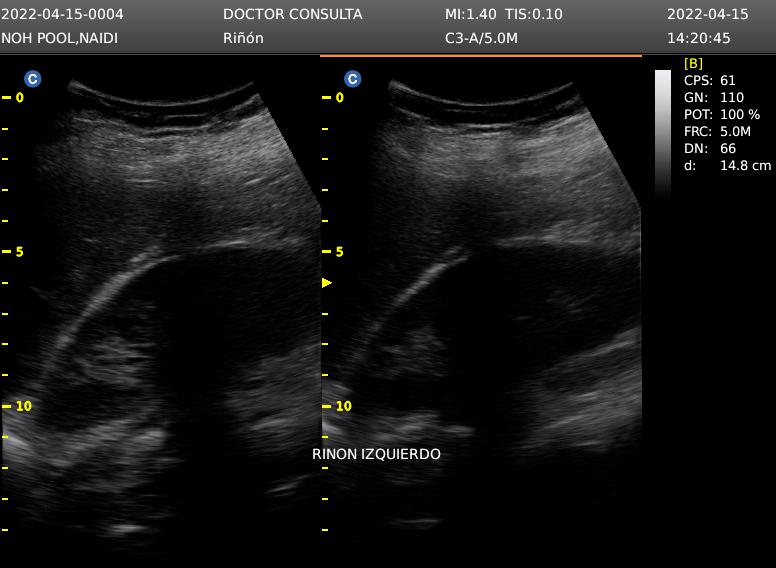 2022-04-15-0004 DOCTOR CONSULTA MI:1.40 TIS:0.10 2022-04-15
NOH POOL,NAIDI Riñón C3-A/5.0M 14:20:45
C C [B]
0 0 CPS: 61
GN: 110
POT: 100 %
FRC: 5.0M
DN: 66
d: 14.8 cm
5 5
10 10
RINON IZQUIERDO